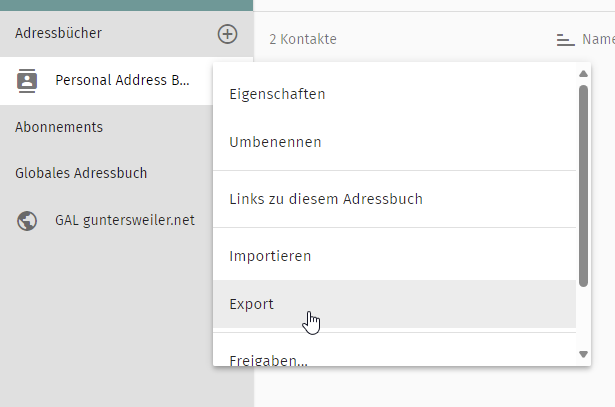 Adressbücher
2 Kontakte
Name
Personal Address B...
Eigenschaften
Umbenennen
Abonnements
Globales Adressbuch
Links zu diesem Adressbuch
GAL guntersweiler.net
Importieren
Export
Freigaben...